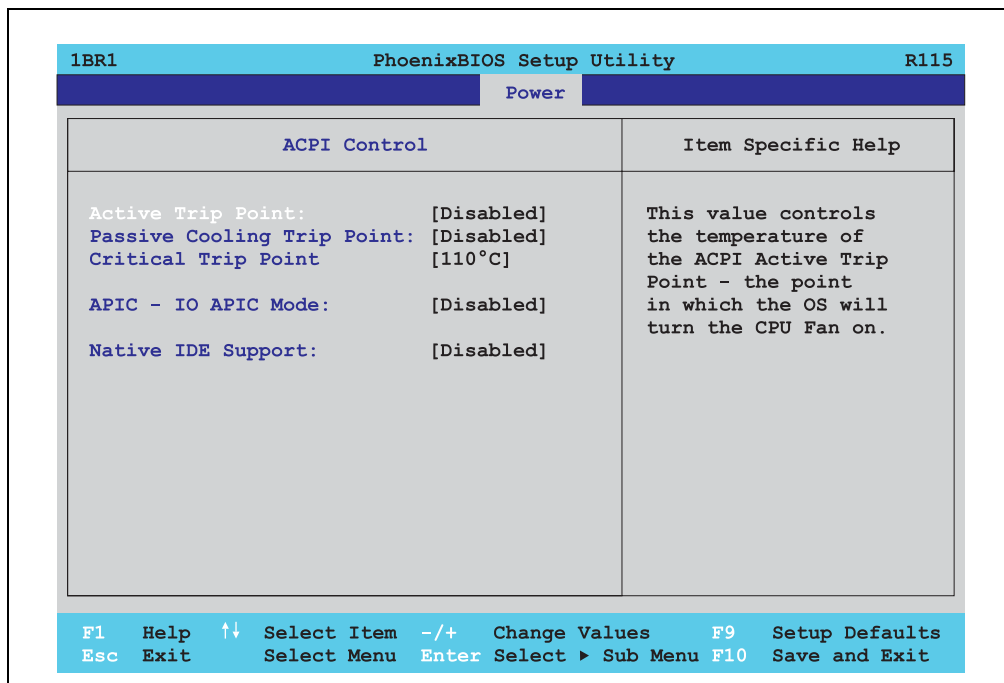 1BR1 PhoenixBIOS Setup Utility R115
Power
ACPI Control
Item Specific Help
Active Trip Point: [Disabled]
Passive Cooling Trip Point: [Disabled]
Critical Trip Point [110°C]
APIC - IO APIC Mode: [Disabled]
Native IDE Support: [Disabled]
This value controls
the temperature of
the ACPI Active Trip
Point - the point
in which the OS will
turn the CPU Fan on.
F1 Help ↑↓ Select Item -/+ Change Values F9 Setup Defaults
Esc Exit Select Menu Enter Select ▶ Sub Menu F10 Save and Exit